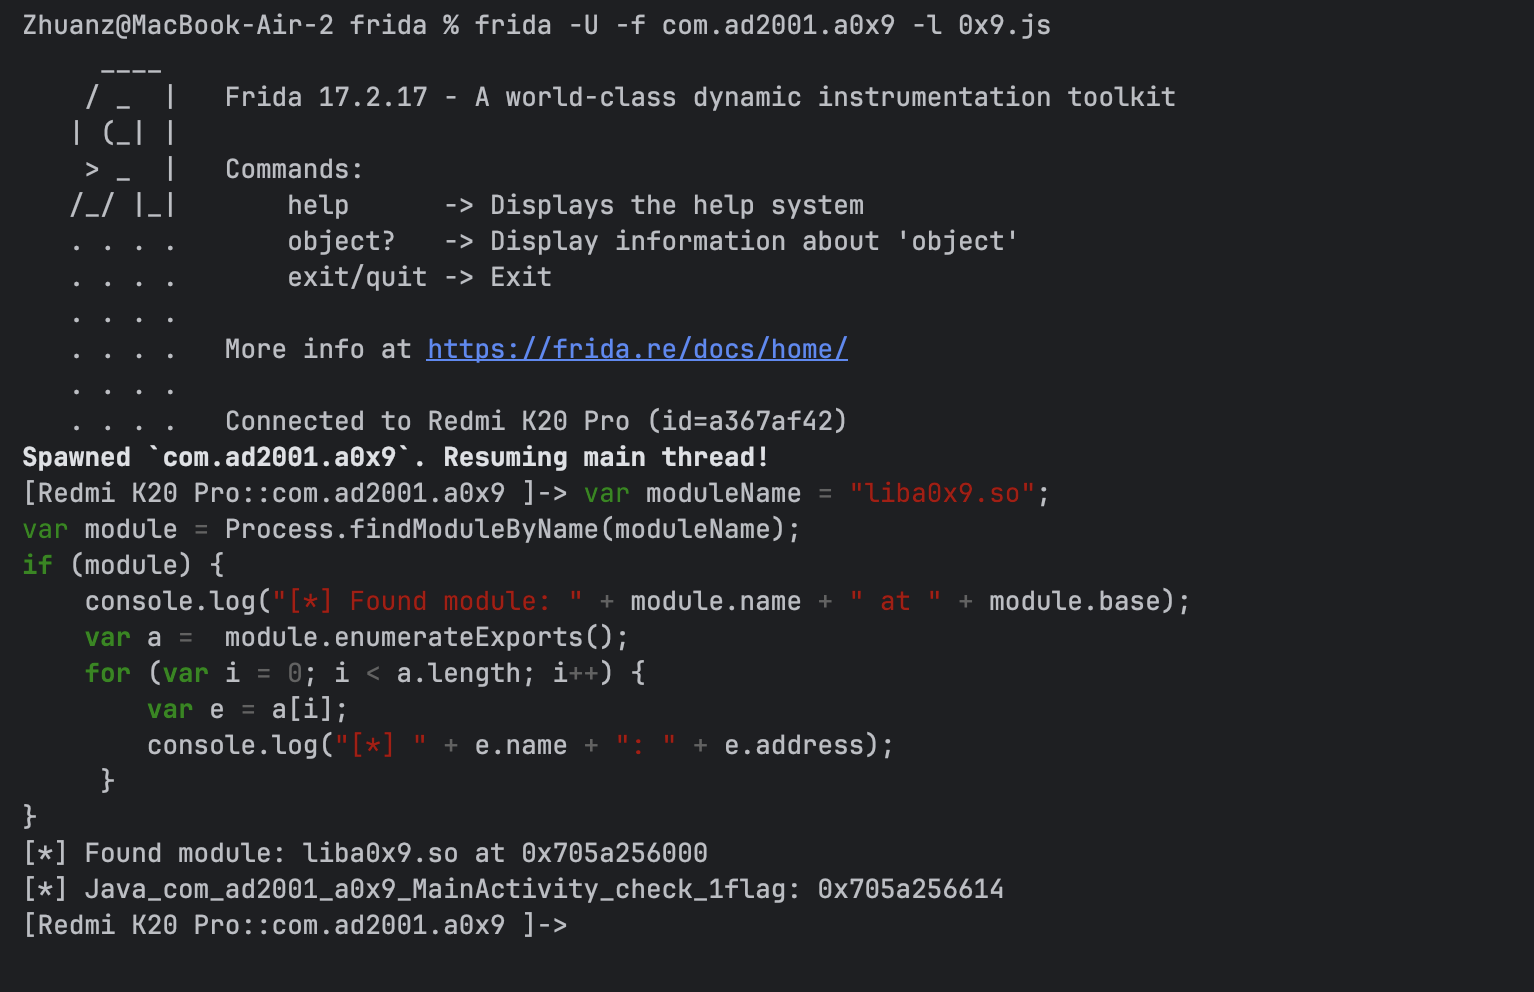 Zhuanz@MacBook-Air-2 frida % frida -U -f com.ad2001.a0x9 -l 0x9.js
     ____
    / _  |   Frida 17.2.17 - A world-class dynamic instrumentation toolkit
   | (_| |
    > _  |   Commands:
   /_/ |_|       help      -> Displays the help system
   . . . .       object?   -> Display information about 'object'
   . . . .       exit/quit -> Exit
   . . . .
   . . . .   More info at https://frida.re/docs/home/
   . . . .
   . . . .   Connected to Redmi K20 Pro (id=a367af42)
Spawned `com.ad2001.a0x9`. Resuming main thread!
[Redmi K20 Pro::com.ad2001.a0x9 ]-> var moduleName = "liba0x9.so";
var module = Process.findModuleByName(moduleName);
if (module) {
    console.log("[*] Found module: " + module.name + " at " + module.base);
    var a =  module.enumerateExports();
    for (var i = 0; i < a.length; i++) {
        var e = a[i];
        console.log("[*] " + e.name + ": " + e.address);
     }
}
[*] Found module: liba0x9.so at 0x705a256000
[*] Java_com_ad2001_a0x9_MainActivity_check_1flag: 0x705a256614
[Redmi K20 Pro::com.ad2001.a0x9 ]->